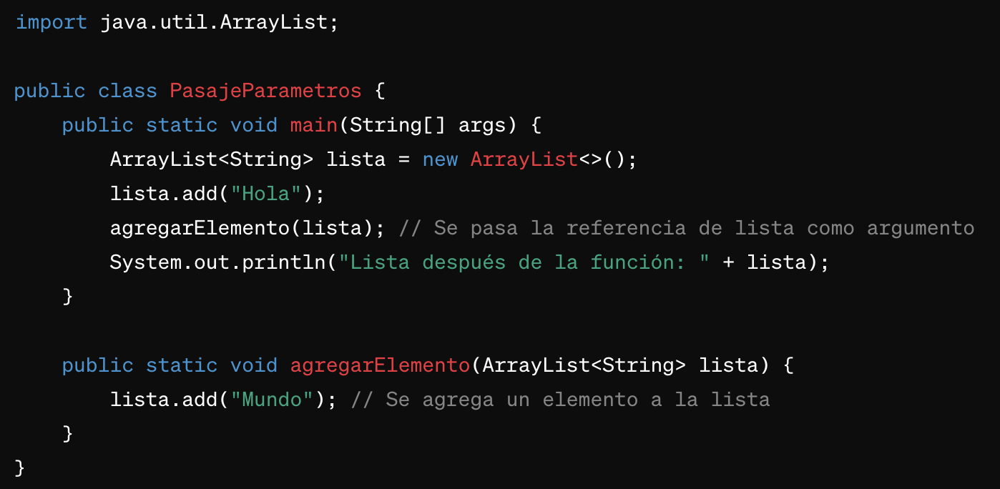 import java.util.ArrayList;

public class PasajeParametros {
    public static void main(String[] args) {
        ArrayList<String> lista = new ArrayList<>();
        lista.add("Hola");
        agregarElemento(lista); // Se pasa la referencia de lista como argumento
        System.out.println("Lista después de la función: " + lista);
    }

    public static void agregarElemento(ArrayList<String> lista) {
        lista.add("Mundo"); // Se agrega un elemento a la lista
    }
}